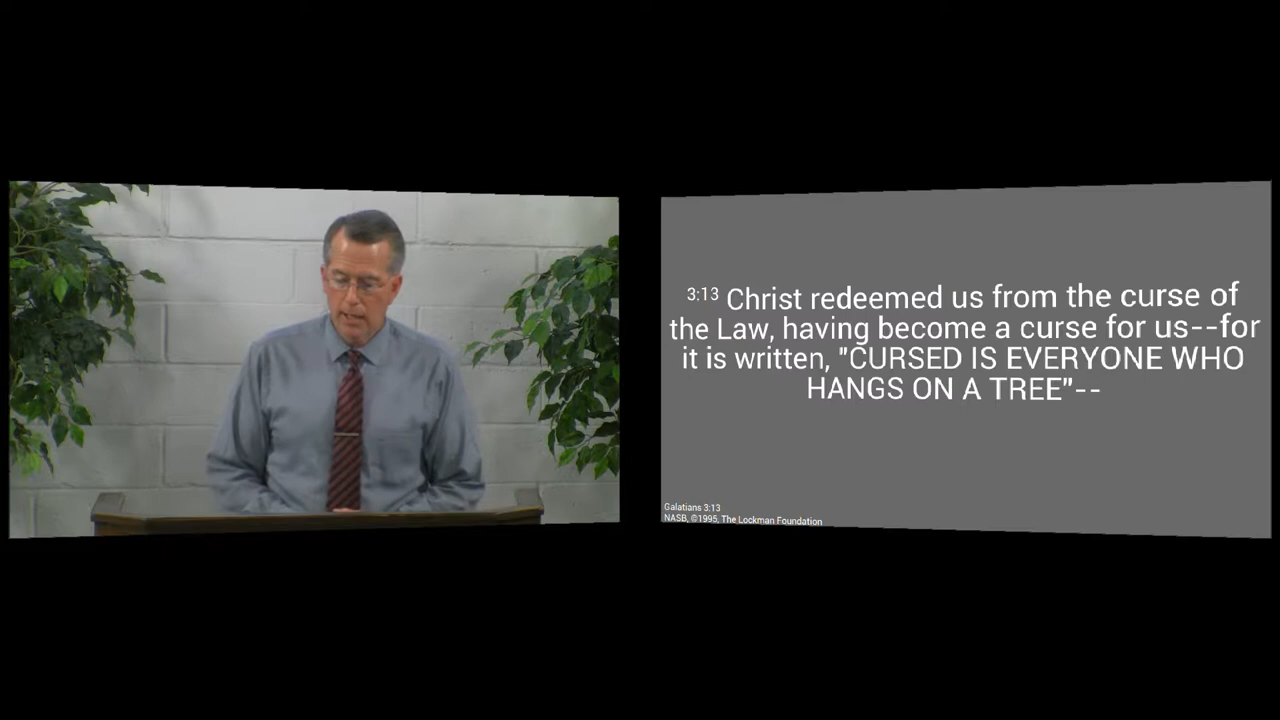 3:13 Christ redeemed us from the curse of
the Law, having become a curse for us--for
it is written, "CURSED IS EVERYONE WHO
HANGS ON A TREE"--
Galatians 3:13
NASB, ©1995, The Lockman Foundation